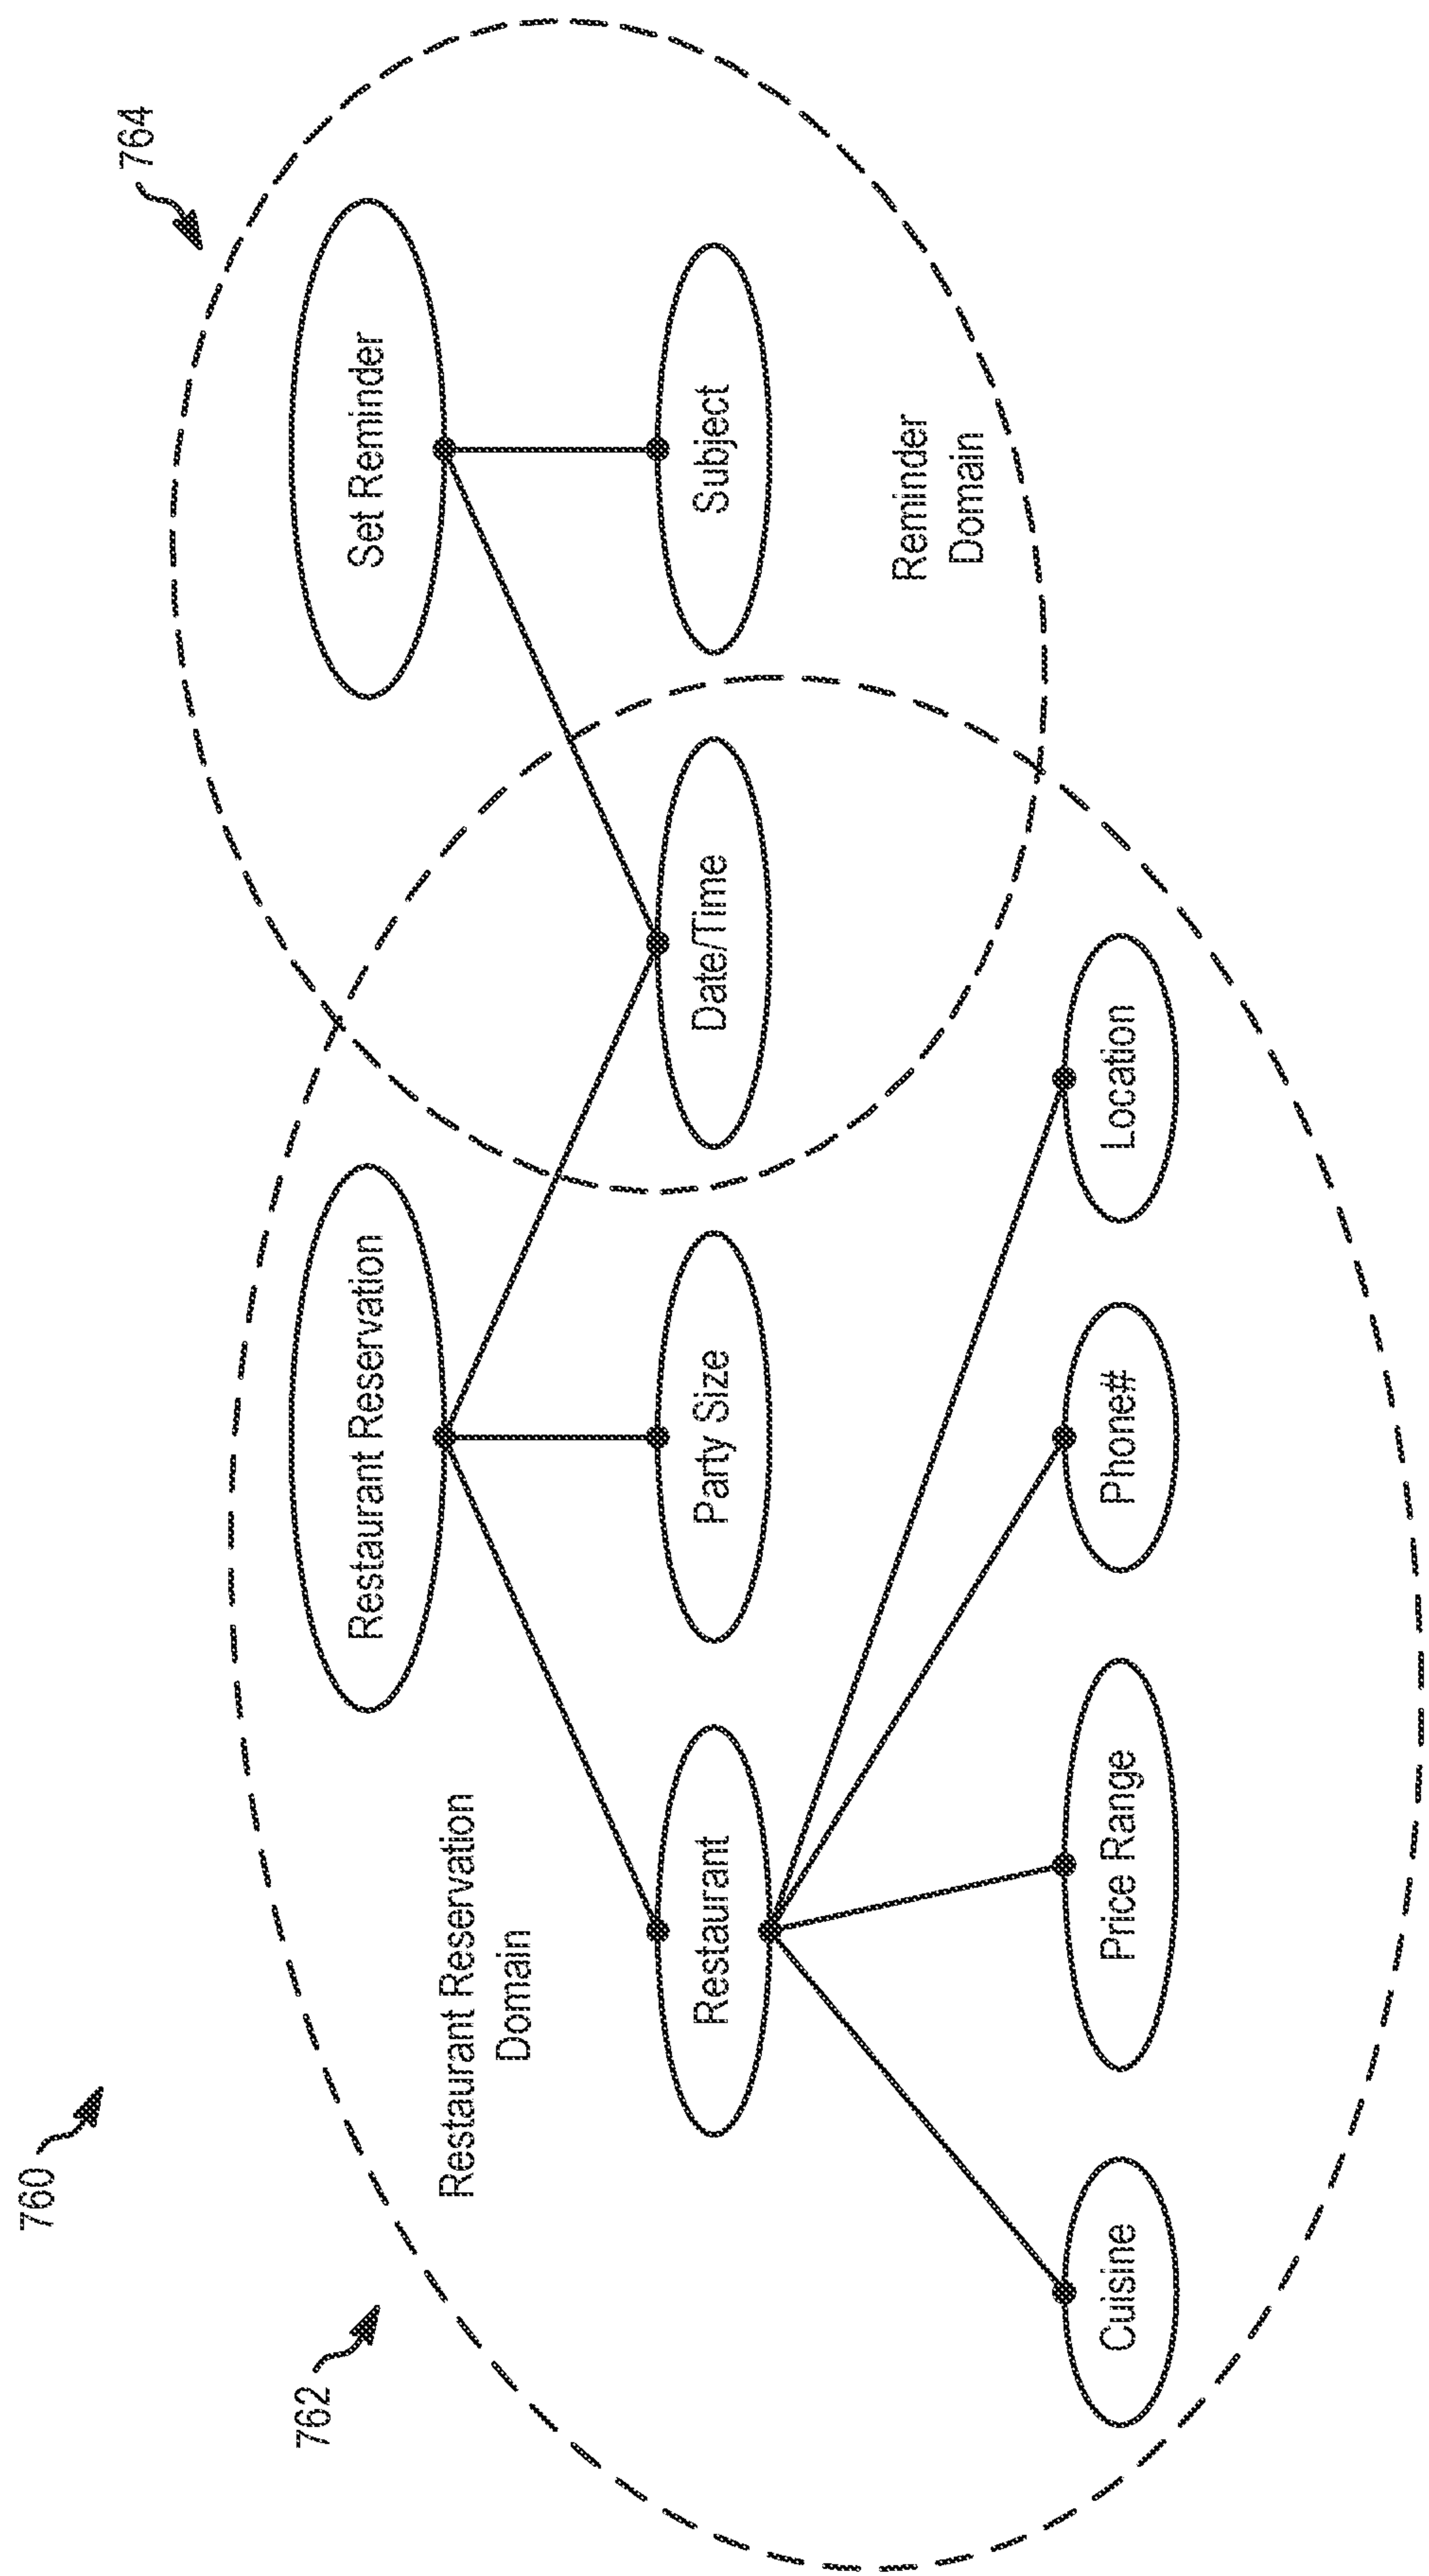 760
762
764
Restaurant Reservation
Set Reminder
Restaurant Reservation
Domain
Restaurant
Party Size
Date/Time
Subject
Reminder
Domain
Cuisine
Price Range
Phone#
Location